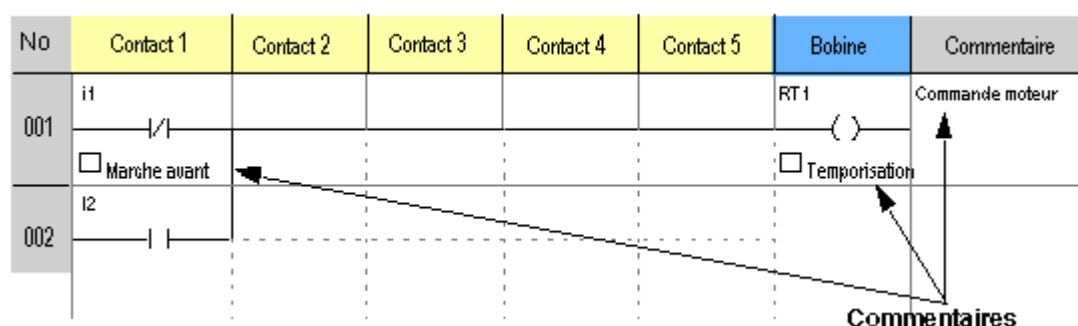 No Contact 1 Contact 2 Contact 3 Contact 4 Contact 5 Bobine Commentaire
i1 RT1 Commande moteur
001
Marche avant Temporisation
I2
002
Commentaires